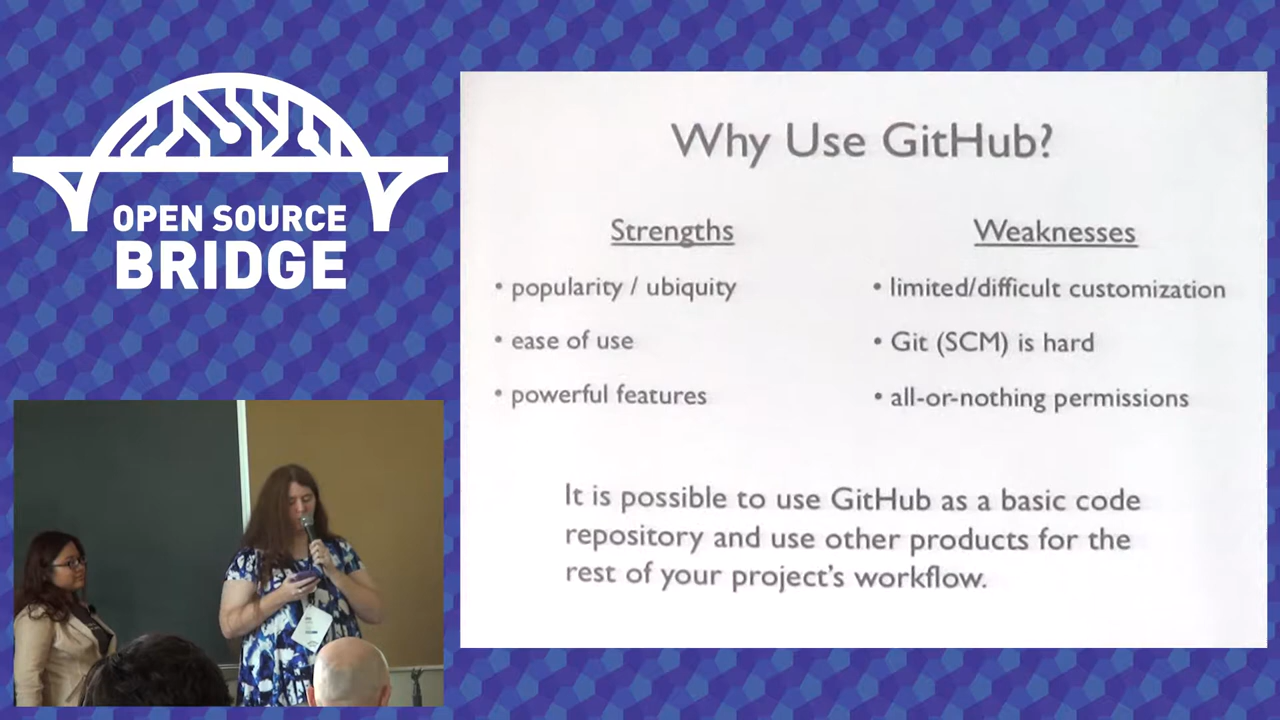 OPEN SOURCE
BRIDGE
Why Use GitHub?
Strengths
• popularity / ubiquity
• ease of use
• powerful features
Weaknesses
• limited/difficult customization
• Git (SCM) is hard
• all-or-nothing permissions
It is possible to use GitHub as a basic code
repository and use other products for the
rest of your project's workflow.